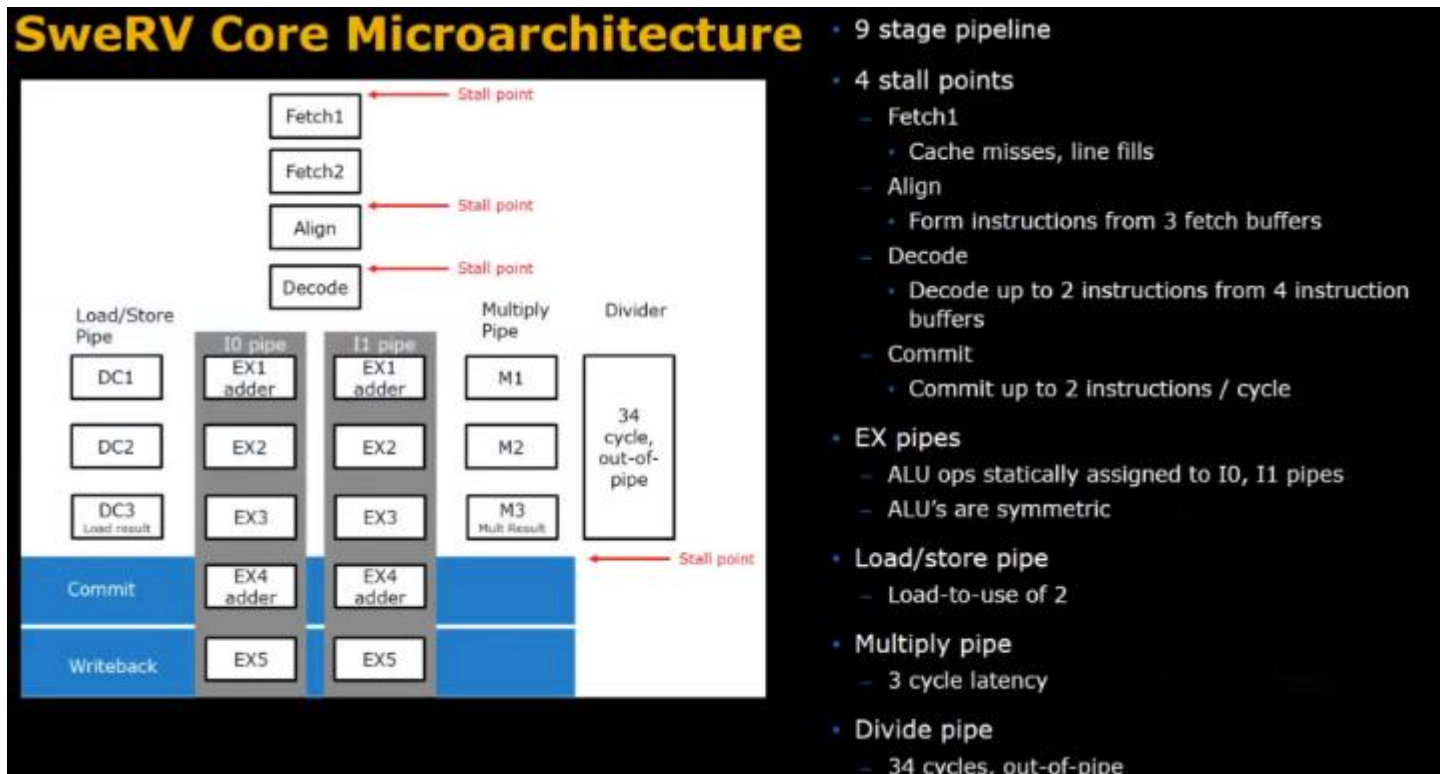 SweRV Core Microarchitecture
Fetch1
Stall point
Fetch2
Align
Stall point
Decode
Stall point
Load/Store
Pipe
I0 pipe
I1 pipe
Multiply
Pipe
Divider
DC1
EX1
adder
EX1
adder
M1
34
cycle,
out-of-
pipe
DC2
EX2
EX2
M2
DC3
Load result
EX3
EX3
M3
Mult Result
Stall point
Commit
EX4
adder
EX4
adder
Writeback
EX5
EX5
• 9 stage pipeline
• 4 stall points
– Fetch1
• Cache misses, line fills
– Align
• Form instructions from 3 fetch buffers
– Decode
• Decode up to 2 instructions from 4 instruction
buffers
– Commit
• Commit up to 2 instructions / cycle
• EX pipes
– ALU ops statically assigned to I0, I1 pipes
– ALU's are symmetric
• Load/store pipe
– Load-to-use of 2
• Multiply pipe
– 3 cycle latency
• Divide pipe
– 34 cycles, out-of-pipe